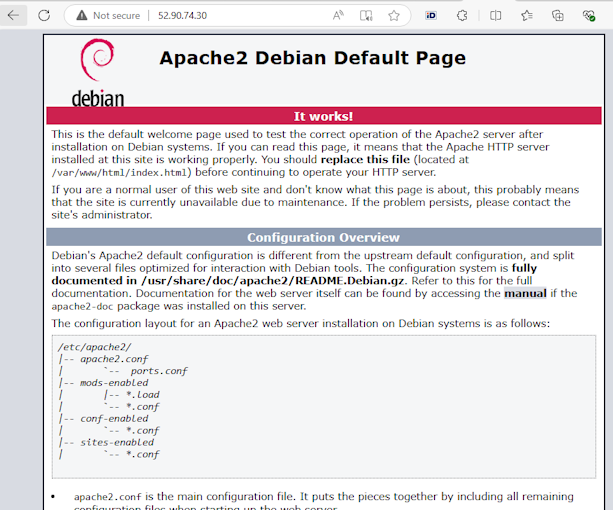 Not secure
52.90.74.30
debian
Apache2 Debian Default Page
It works!
This is the default welcome page used to test the correct operation of the Apache2 server after
installation on Debian systems. If you can read this page, it means that the Apache HTTP server
installed at this site is working properly. You should replace this file (located at
/var/www/html/index.html) before continuing to operate your HTTP server.
If you are a normal user of this web site and don't know what this page is about, this probably means
that the site is currently unavailable due to maintenance. If the problem persists, please contact the
site's administrator.
Configuration Overview
Debian's Apache2 default configuration is different from the upstream default configuration, and split
into several files optimized for interaction with Debian tools. The configuration system is fully
documented in /usr/share/doc/apache2/README.Debian.gz. Refer to this for the full
documentation. Documentation for the web server itself can be found by accessing the manual if the
apache2-doc package was installed on this server.
The configuration layout for an Apache2 web server installation on Debian systems is as follows:
/etc/apache2/
|-- apache2.conf
|       `--  ports.conf
|-- mods-enabled
|       |-- *.load
|       `-- *.conf
|-- conf-enabled
|       `-- *.conf
|-- sites-enabled
|       `-- *.conf
• apache2.conf is the main configuration file. It puts the pieces together by including all remaining
configuration files when starting up the web server.